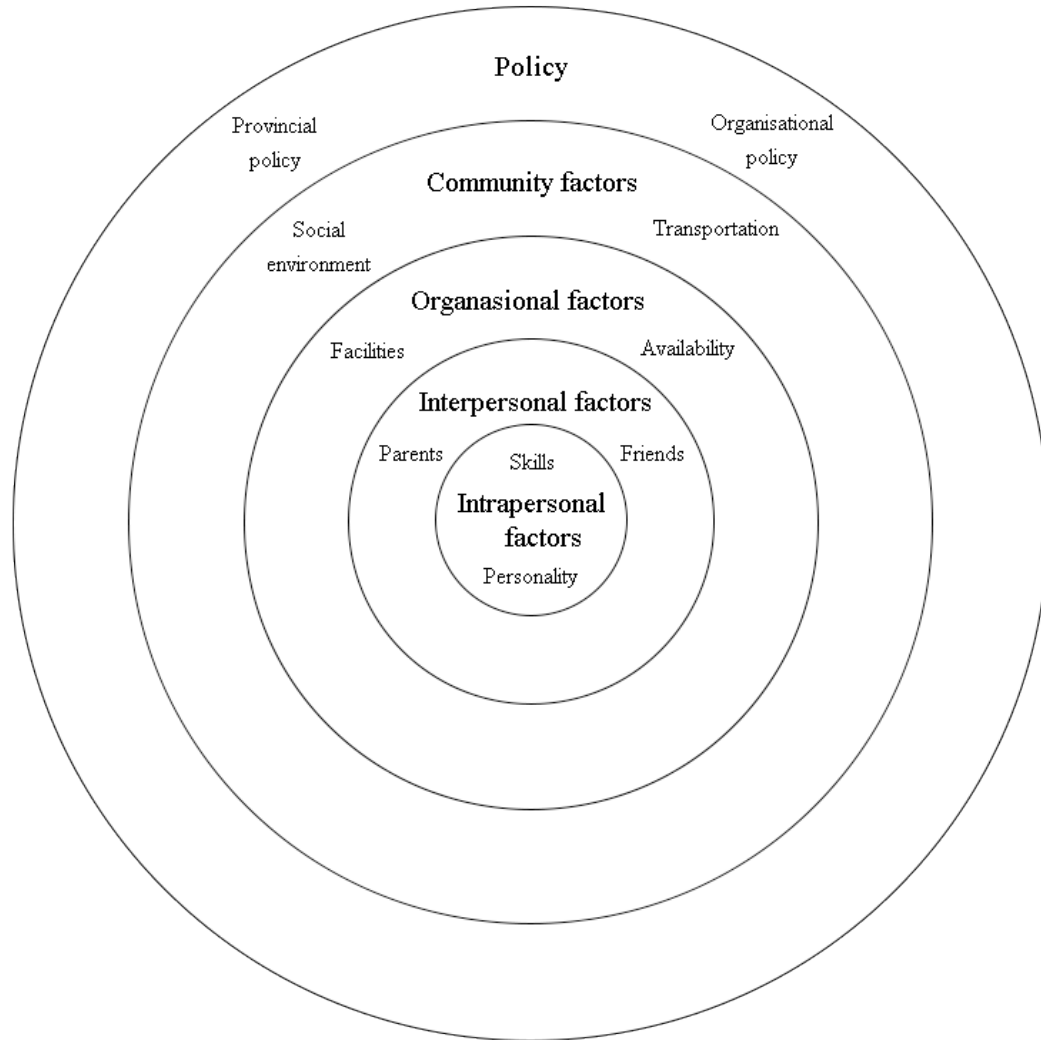 Policy
Provincial
policy
Organisational
policy
Community factors
Social
environment
Transportation
Organasional factors
Facilities
Availability
Interpersonal factors
Parents
Friends
Skills
Intrapersonal
factors
Personality